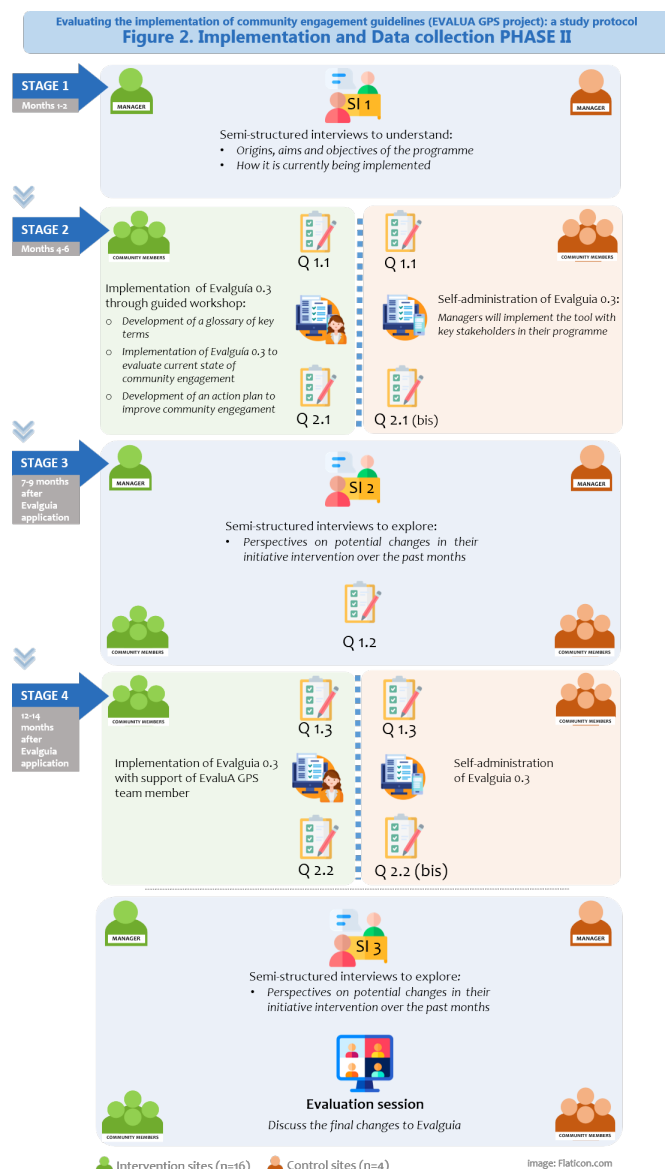 Evaluating the implementation of community engagement guidelines (EVALUA GPS project): a study protocol
Figure 2. Implementation and Data collection PHASE II
STAGE 1
Months 1-2
MANAGER
SI 1
MANAGER
Semi-structured interviews to understand:
• Origins, aims and objectives of the programme
• How it is currently being implemented
STAGE 2
Months 4-6
COMMUNITY MEMBERS
Q 1.1
Q 1.1
COMMUNITY MEMBERS
Implementation of Evalguía 0.3
through guided workshop:
o Development of a glossary of key
terms
o Implementation of Evalguía 0.3 to
evaluate current state of
community engagement
o Development of an action plan to
improve community engegament
Self-administration of Evalguia 0.3:
Managers will implement the tool with
key stakeholders in their programme
Q 2.1
Q 2.1 (bis)
STAGE 3
7-9 months
after
Evalguia
application
MANAGER
SI 2
MANAGER
Semi-structured interviews to explore:
• Perspectives on potential changes in their
initiative intervention over the past months
Q 1.2
COMMUNITY MEMBERS
COMMUNITY MEMBERS
STAGE 4
12-14
months
after
Evalguia
application
COMMUNITY MEMBERS
Q 1.3
Q 1.3
COMMUNITY MEMBERS
Implementation of Evalguia 0.3
with support of EvaluA GPS
team member
Self-administration
of Evalguia 0.3
Q 2.2
Q 2.2 (bis)
MANAGER
SI 3
MANAGER
Semi-structured interviews to explore:
• Perspectives on potential changes in their
initiative intervention over the past months
Evaluation session
Discuss the final changes to Evalguia
COMMUNITY MEMBERS
COMMUNITY MEMBERS
Intervention sites (n=16)
Control sites (n=4)
Image: Flaticon.com